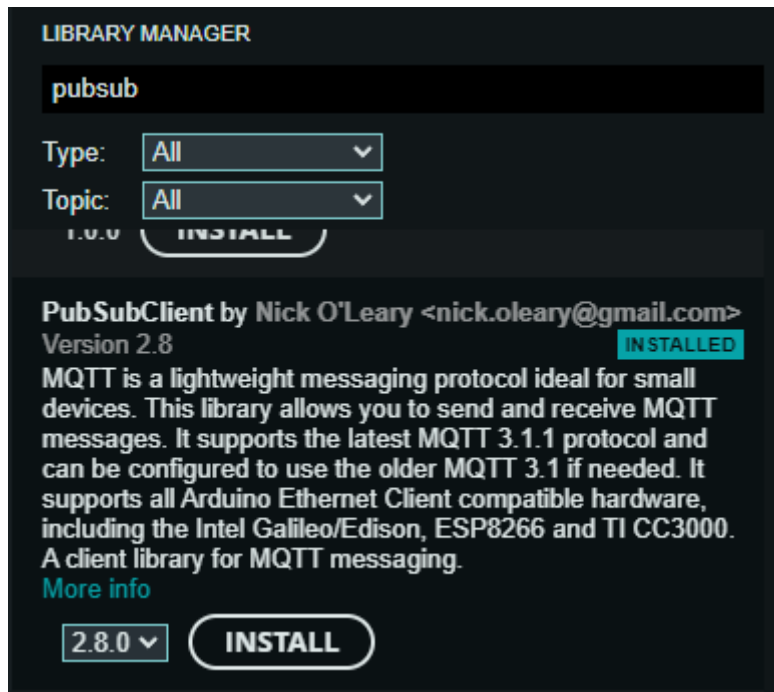 LIBRARY MANAGER
pubsub
Type: All
Topic: All
1.0.0 INSTALL
PubSubClient by Nick O'Leary <nick.oleary@gmail.com>
Version 2.8 INSTALLED
MQTT is a lightweight messaging protocol ideal for small
devices. This library allows you to send and receive MQTT
messages. It supports the latest MQTT 3.1.1 protocol and
can be configured to use the older MQTT 3.1 if needed. It
supports all Arduino Ethernet Client compatible hardware,
including the Intel Galileo/Edison, ESP8266 and TI CC3000.
A client library for MQTT messaging.
More info
2.8.0 INSTALL